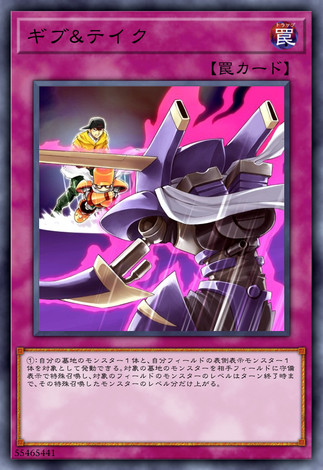 ギブ&テイク
トラップ
罠
【罠カード】
①:自分の墓地のモンスター1体と、自分フィールドの表側表示モンスター1
体を対象として発動できる。対象の墓地のモンスターを相手フィールドに守備
表示で特殊召喚し、対象のフィールドのモンスターのレベルはターン終了時ま
で、その特殊召喚したモンスターのレベル分だけ上がる。
55465441